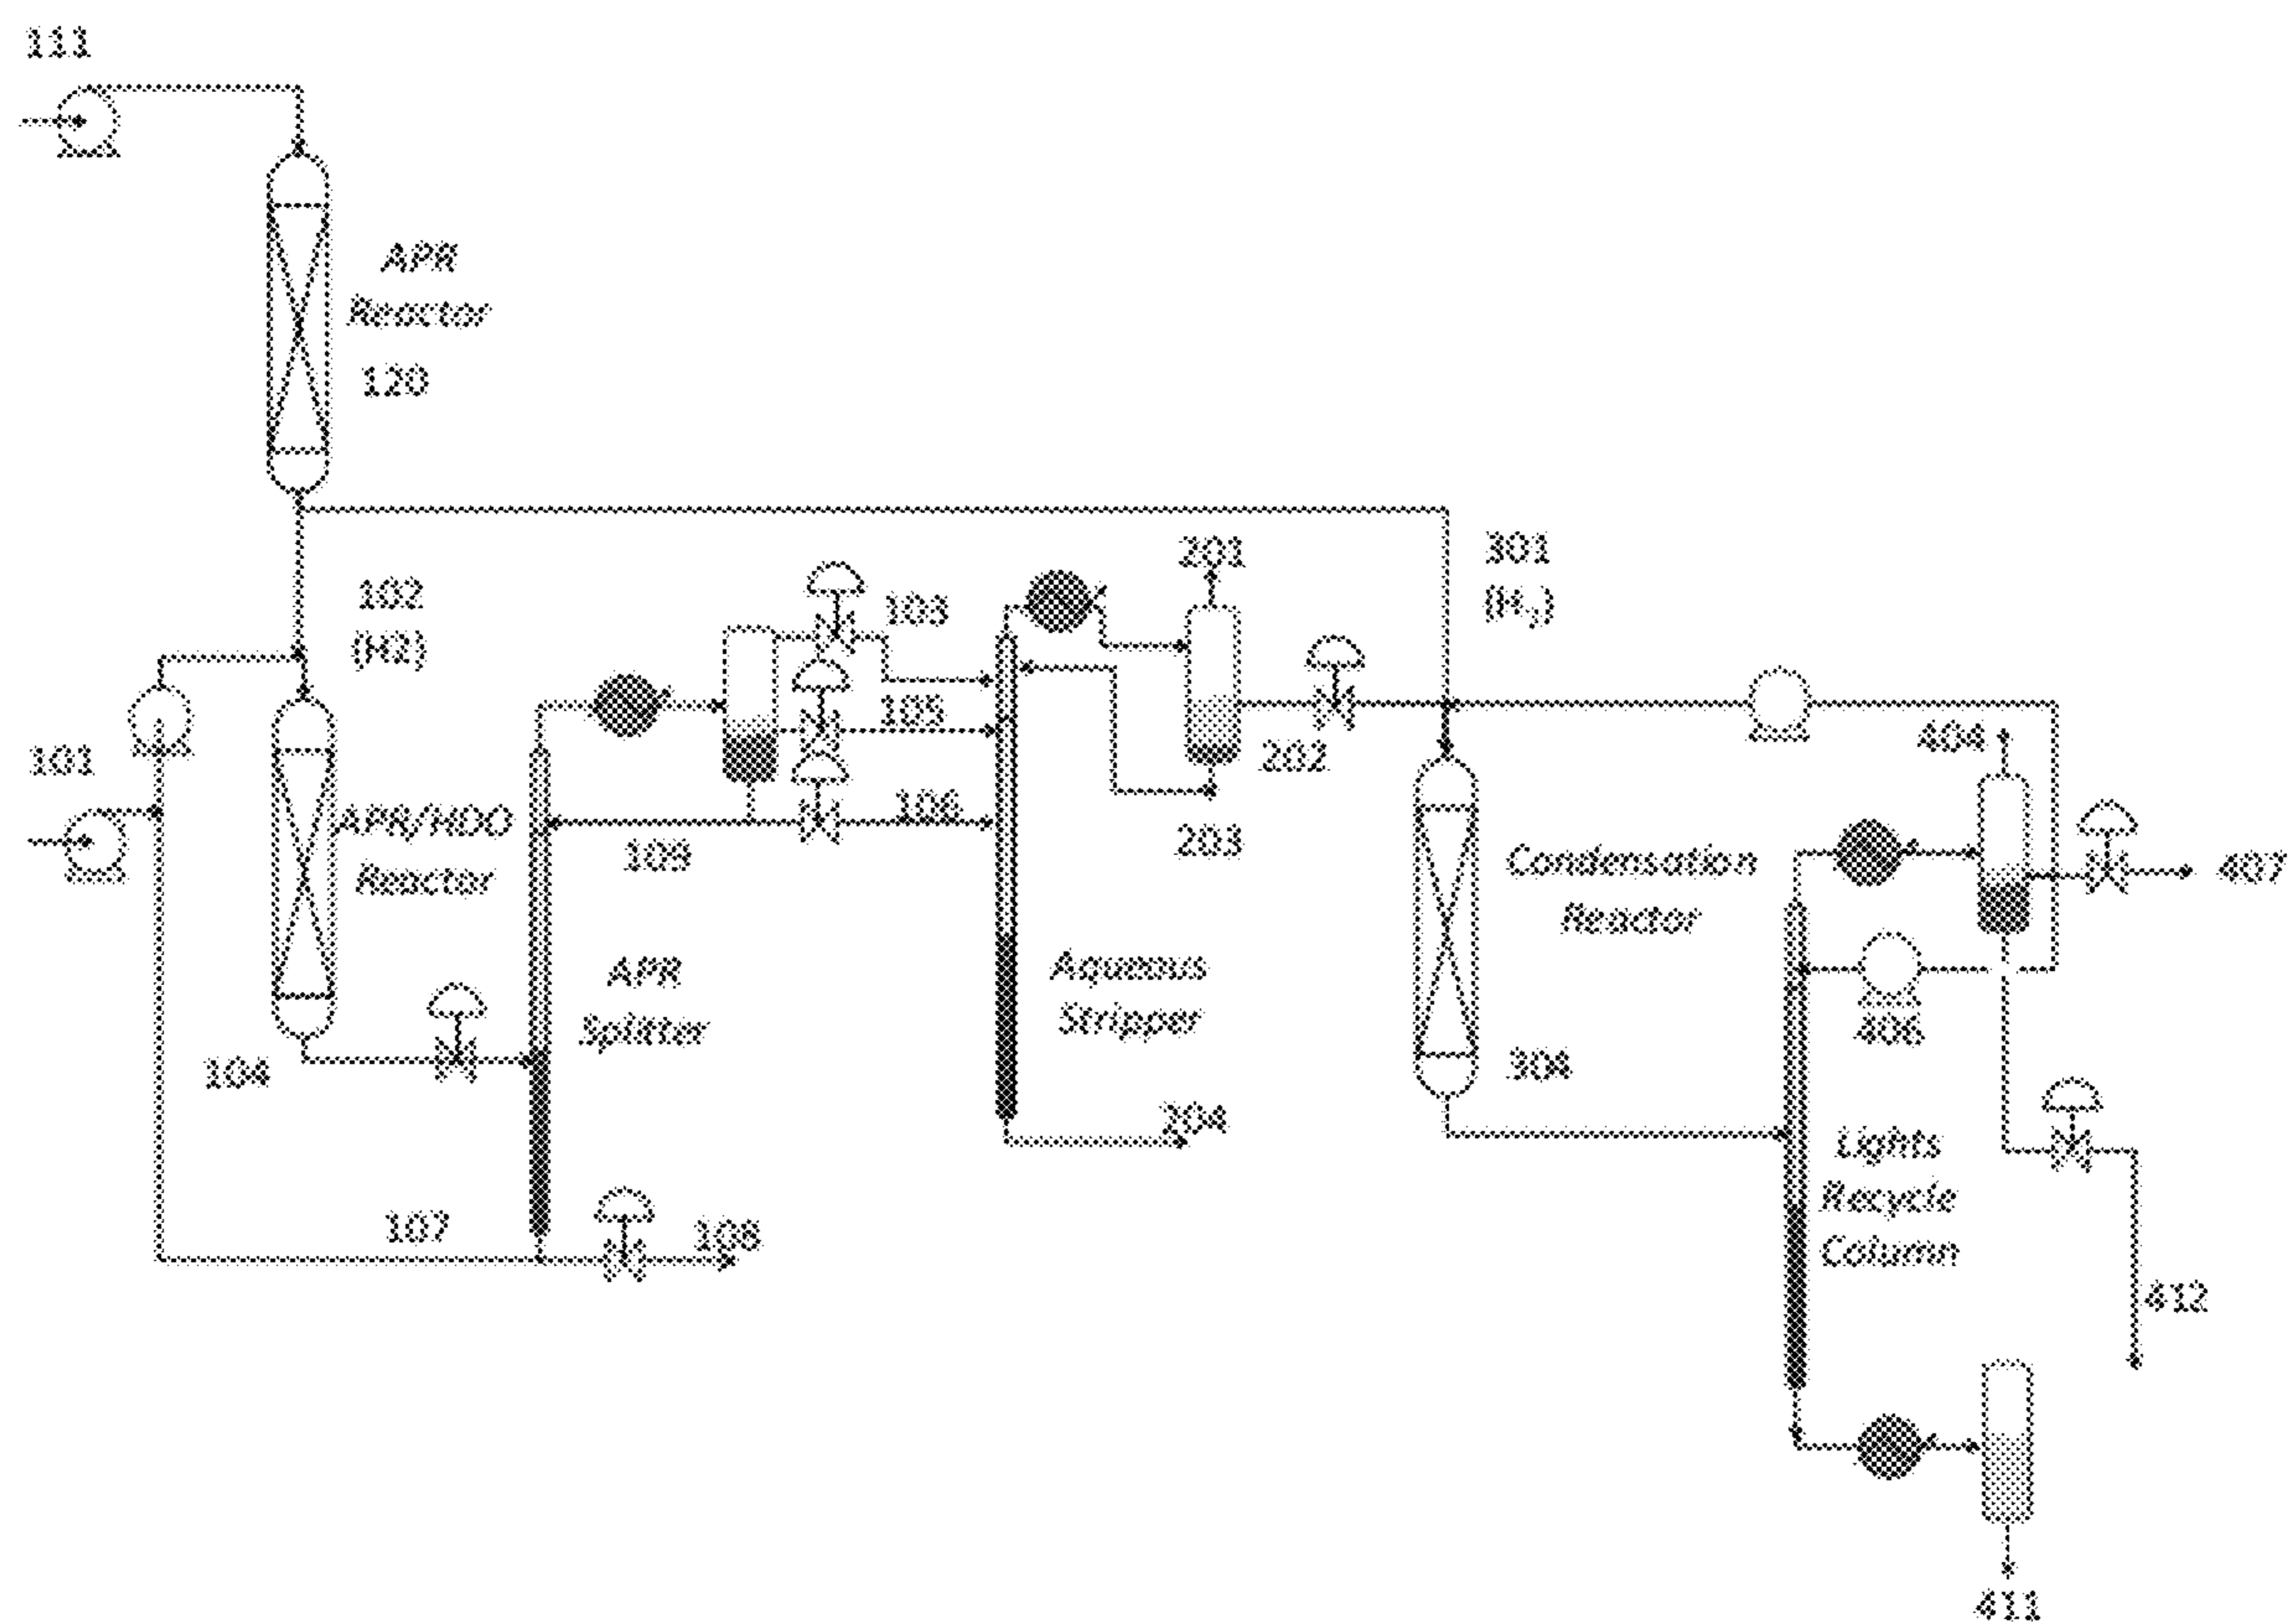 111
APR
Reactor
120
102
(H2)
101
APR/HDO
Reactor
104
107
108
APR
Splitter
109
103
105
106
201
202
203
Aqueous
Stripper
204
301
(H₂)
Condensation
Reactor
304
404
407
406
Lights
Recycle
Column
412
411